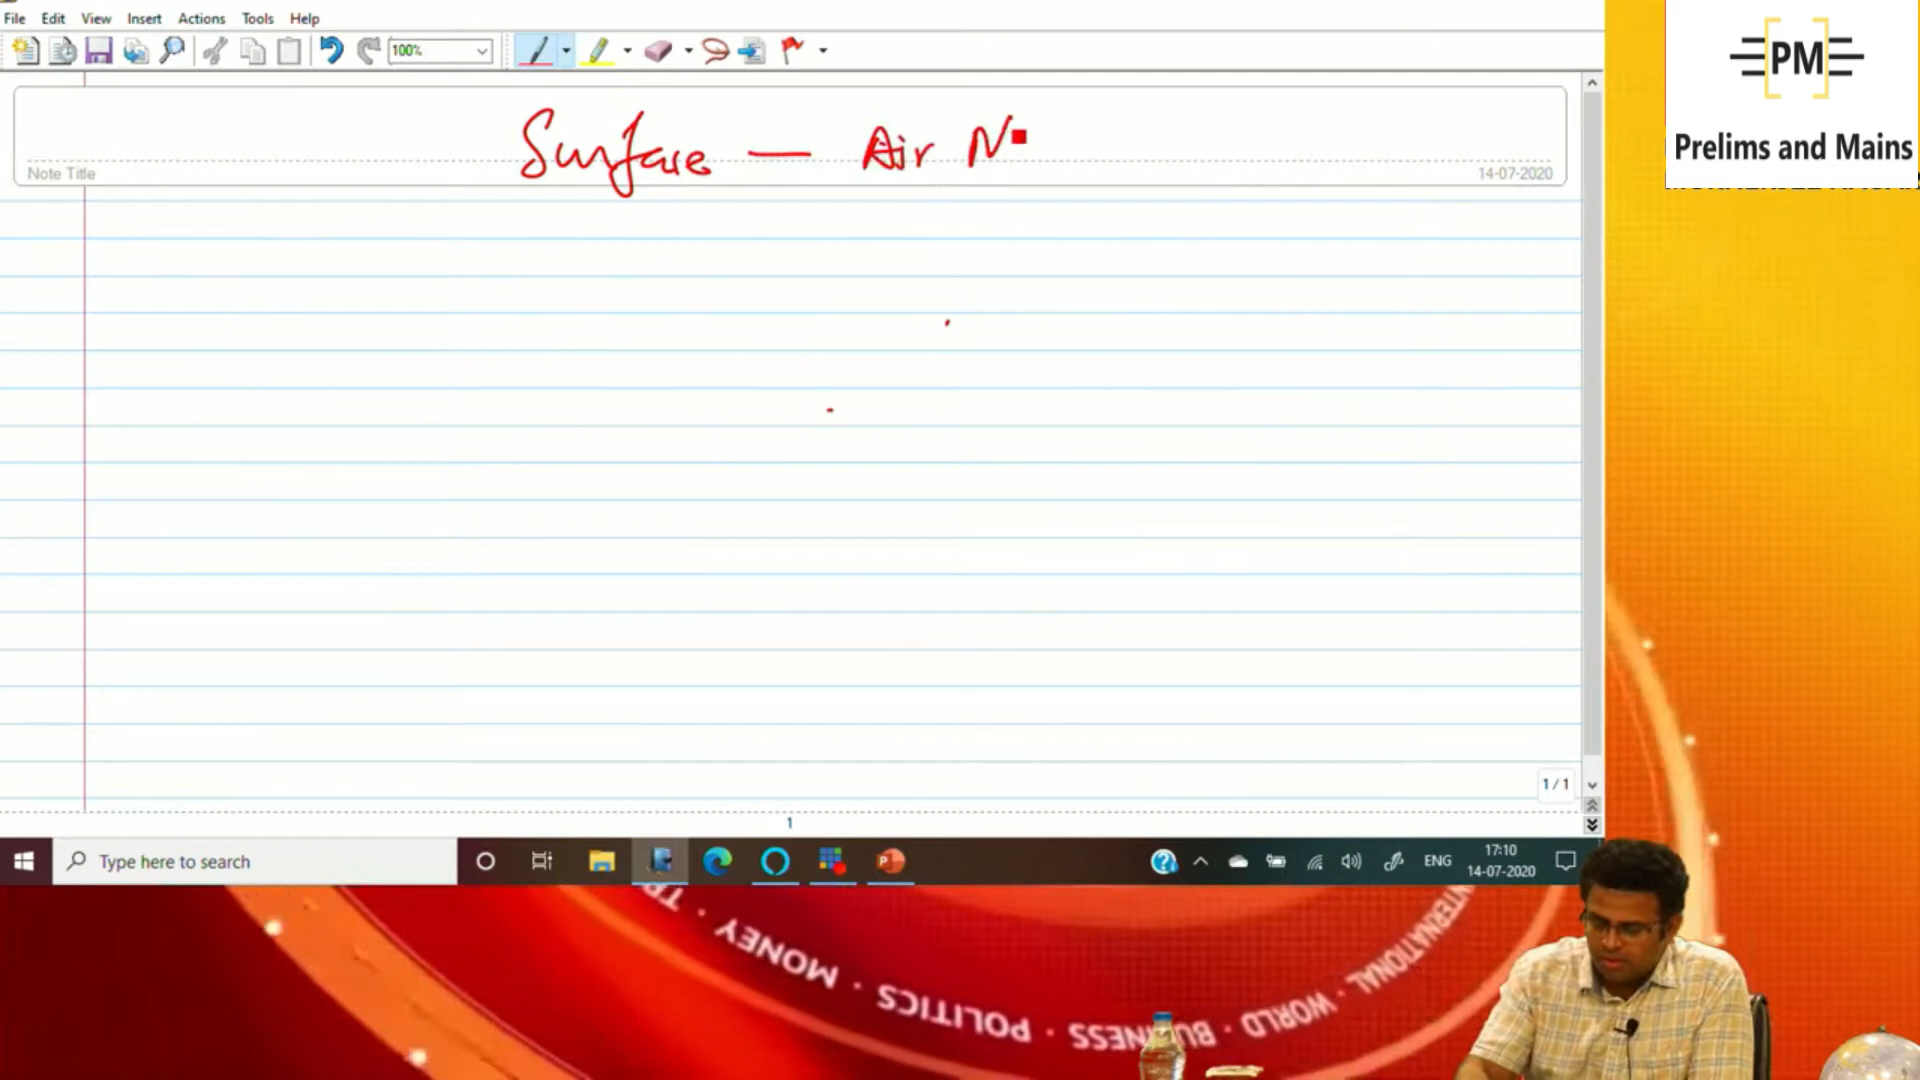 File Edit View Insert Actions Tools Help
100%
Surface — Air N
Note Title
14-07-2020
1 / 1
1
Type here to search
ENG
17:10
14-07-2020
PM
Prelims and Mains
MONEY · POLITICS · BUSINESS · WORLD · INTERNATIONAL